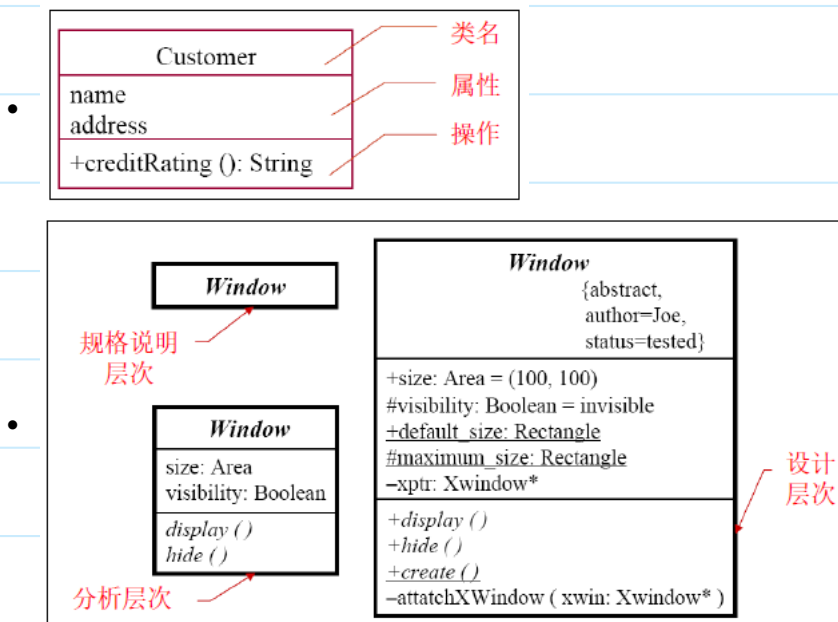 Customer
类名
name
address
属性
+creditRating (): String
操作
Window
规格说明
层次
Window
size: Area
visibility: Boolean
display ( )
hide ( )
分析层次
Window
{abstract,
author=Joe,
status=tested}
+size: Area = (100, 100)
#visibility: Boolean = invisible
+default_size: Rectangle
#maximum_size: Rectangle
–xptr: Xwindow*
+display ( )
+hide ( )
+create ( )
–attatchXWindow ( xwin: Xwindow* )
设计
层次